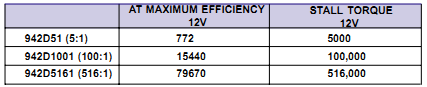 AT MAXIMUM EFFICIENCY STALL TORQUE
12V 12V
942D51 (5:1) 772 5000
942D1001 (100:1) 15440 100,000
942D5161 (516:1) 79670 516,000